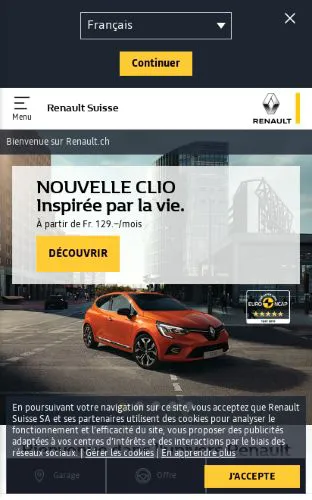 Français
Continuer
Menu
Renault Suisse
RENAULT
Bienvenue sur Renault.ch
NOUVELLE CLIO
Inspirée par la vie.
À partir de Fr. 129.–/mois
DÉCOUVRIR
EURO NCAP
En poursuivant votre navigation sur ce site, vous acceptez que Renault
Suisse SA et ses partenaires utilisent des cookies pour analyser le
fonctionnement et l'efficacité du site, vous proposer des publicités
adaptées à vos centres d'intérêts et des interactions par le biais des
réseaux sociaux. | Gérer les cookies | En apprendre plus
Garage
Offre
J'ACCEPTE